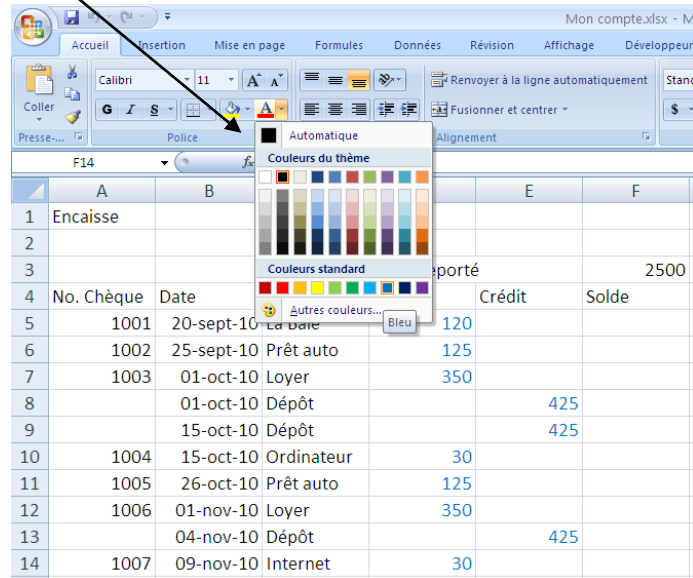 Mon compte.xlsx - M
Accueil Insertion Mise en page Formules Données Révision Affichage Développeur
Calibri 11 A A Renvoyer à la ligne automatiquement Stand
Coller G I S A Fusionner et centrer $
Presse-... Police Alignement
Automatique
F14 fx
Couleurs du thème
A B E F
1 Encaisse
2
3 eporté 2500
Couleurs standard
4 No. Chèque Date Crédit Solde
Autres couleurs...
Bleu
5 1001 20-sept-10 La Baie 120
6 1002 25-sept-10 Prêt auto 125
7 1003 01-oct-10 Loyer 350
8 01-oct-10 Dépôt 425
9 15-oct-10 Dépôt 425
10 1004 15-oct-10 Ordinateur 30
11 1005 26-oct-10 Prêt auto 125
12 1006 01-nov-10 Loyer 350
13 04-nov-10 Dépôt 425
14 1007 09-nov-10 Internet 30